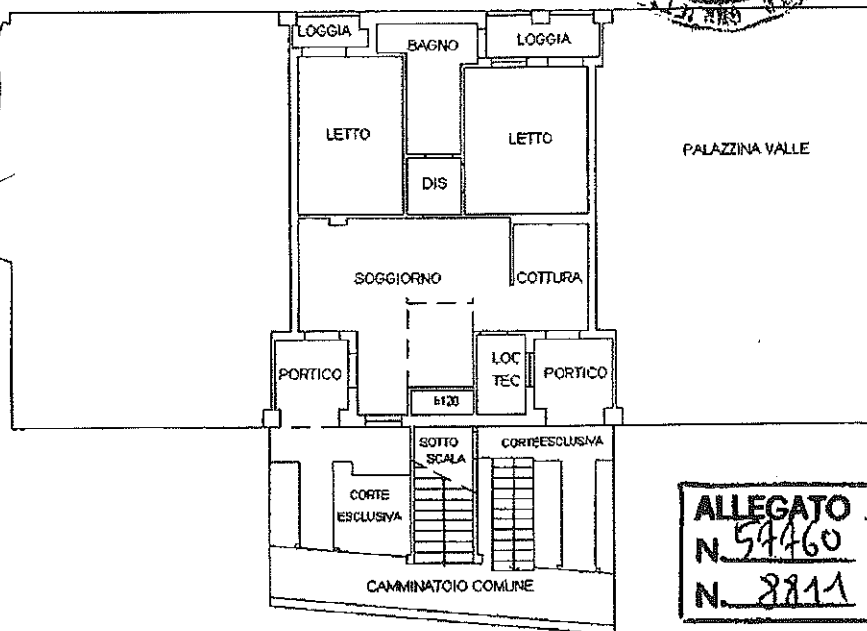 LOGGIA
BAGNO
LOGGIA
LETTO
LETTO
PALAZZINA VALLE
DIS
SOGGIORNO
COTTURA
PORTICO
LOC
TEC
PORTICO
h120
SOTTO
SCALA
CORTE ESCLUSIVA
CORTE
ESCLUSIVA
CAMMINATOIO COMUNE
ALLEGATO
N. 57760
N. 8811